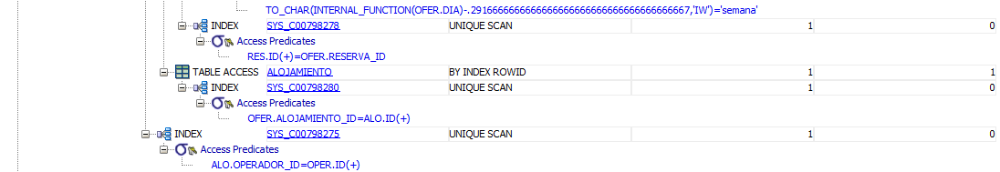 TO_CHAR(INTERNAL_FUNCTION(OFER.DIA)-.2916666666666666666666666666666666666667,'IW')='semana'
INDEX SYS_C00798278 UNIQUE SCAN 1 0
Access Predicates
RES.ID(+)=OFER.RESERVA_ID
TABLE ACCESS ALOJAMIENTO BY INDEX ROWID 1 1
INDEX SYS_C00798280 UNIQUE SCAN 1 0
Access Predicates
OFER.ALOJAMIENTO_ID=ALO.ID(+)
INDEX SYS_C00798275 UNIQUE SCAN 1 0
Access Predicates
ALO.OPERADOR_ID=OPER.ID(+)